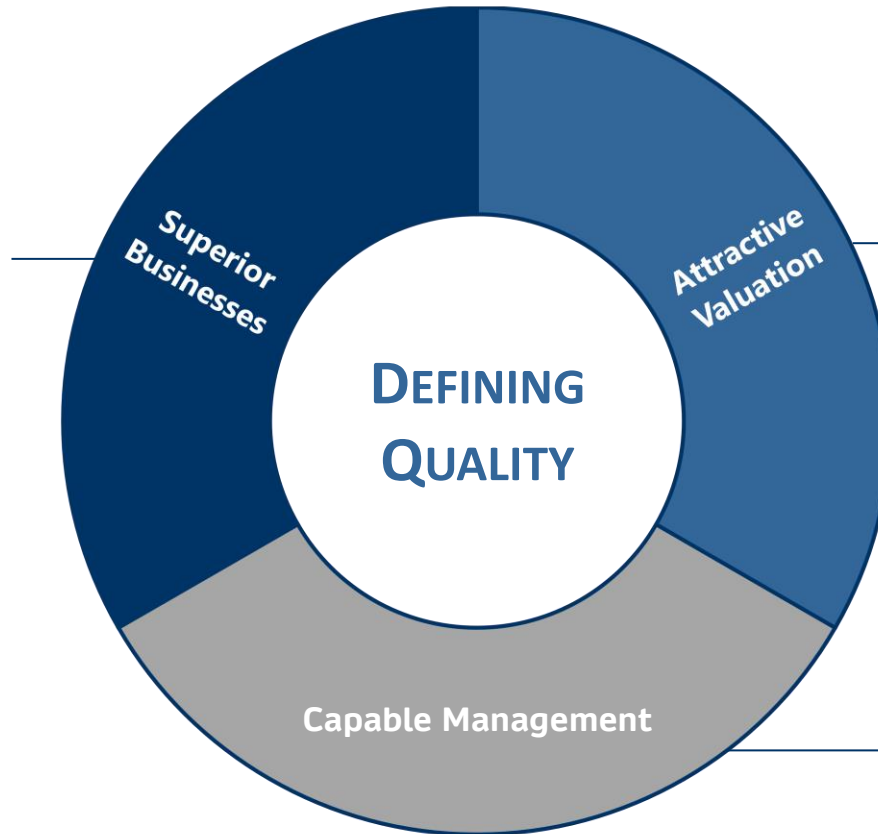 Superior
Businesses
Attractive
Valuation
DEFINING
QUALITY
Capable Management